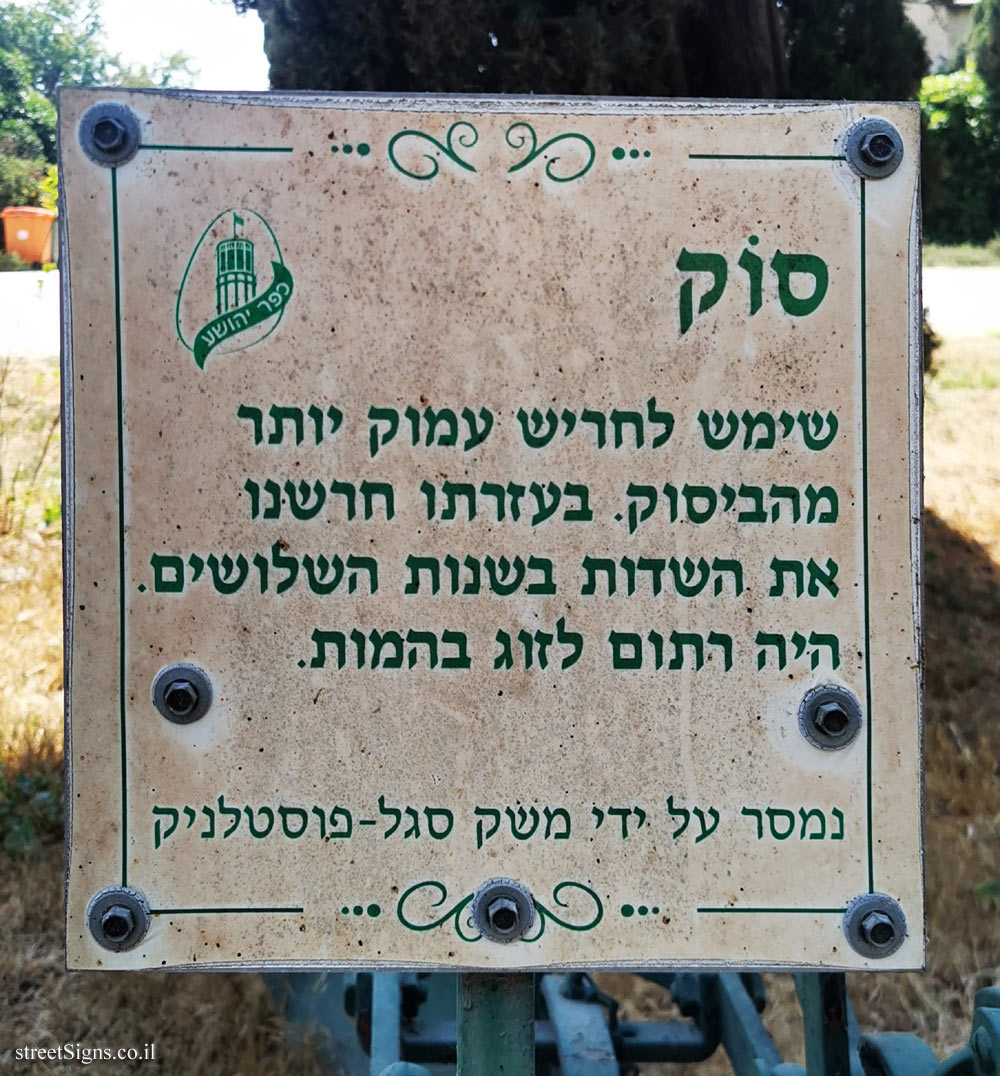 סוֹק
כפר יהושע
שימש לחריש עמוק יותר
מהביסוק. בעזרתו חרשנו
את השדות בשנות השלושים.
היה רתום לזוג בהמות.
נמסר על ידי משק סגל-פוסטלניק
streetSigns.co.il